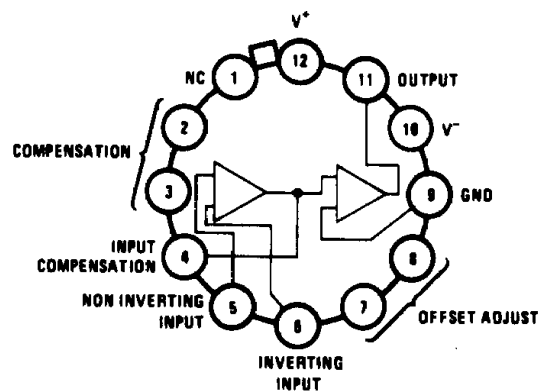 V+
12
NC
1
11
OUTPUT
2
10
V−
COMPENSATION
3
9
GND
INPUT
COMPENSATION
4
8
NON INVERTING
INPUT
5
7
OFFSET ADJUST
6
INVERTING
INPUT